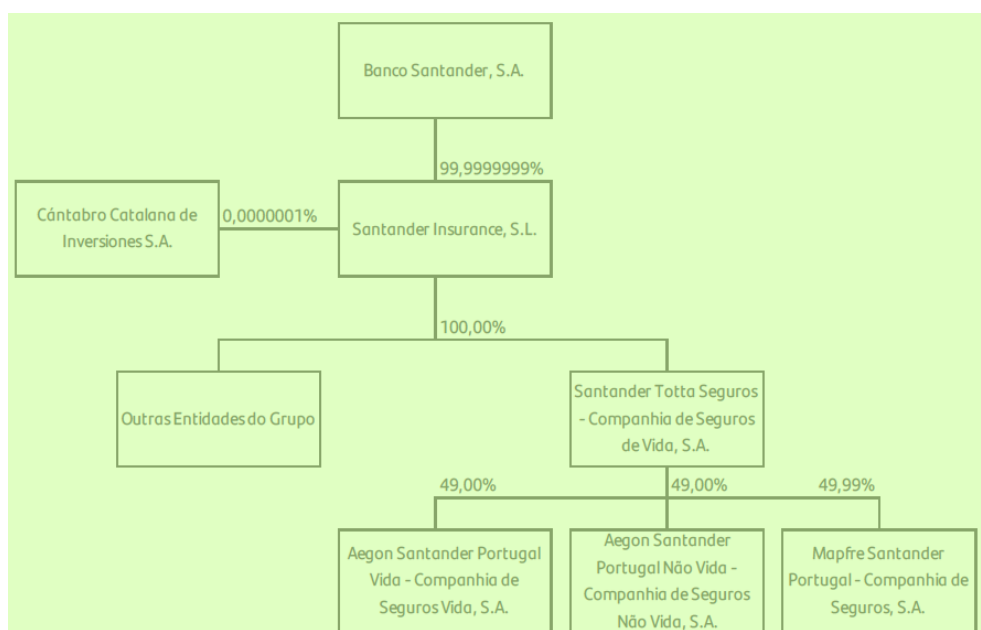 Banco Santander, S.A.
99,9999999%
Cántabro Catalana de
Inversiones S.A.
0,0000001%
Santander Insurance, S.L.
100,00%
Outras Entidades do Grupo
Santander Totta Seguros
- Companhia de Seguros
de Vida, S.A.
49,00%
49,00%
49,99%
Aegon Santander Portugal
Vida - Companhia de
Seguros Vida, S.A.
Aegon Santander
Portugal Não Vida -
Companhia de Seguros
Não Vida, S.A.
Mapfre Santander
Portugal - Companhia de
Seguros, S.A.